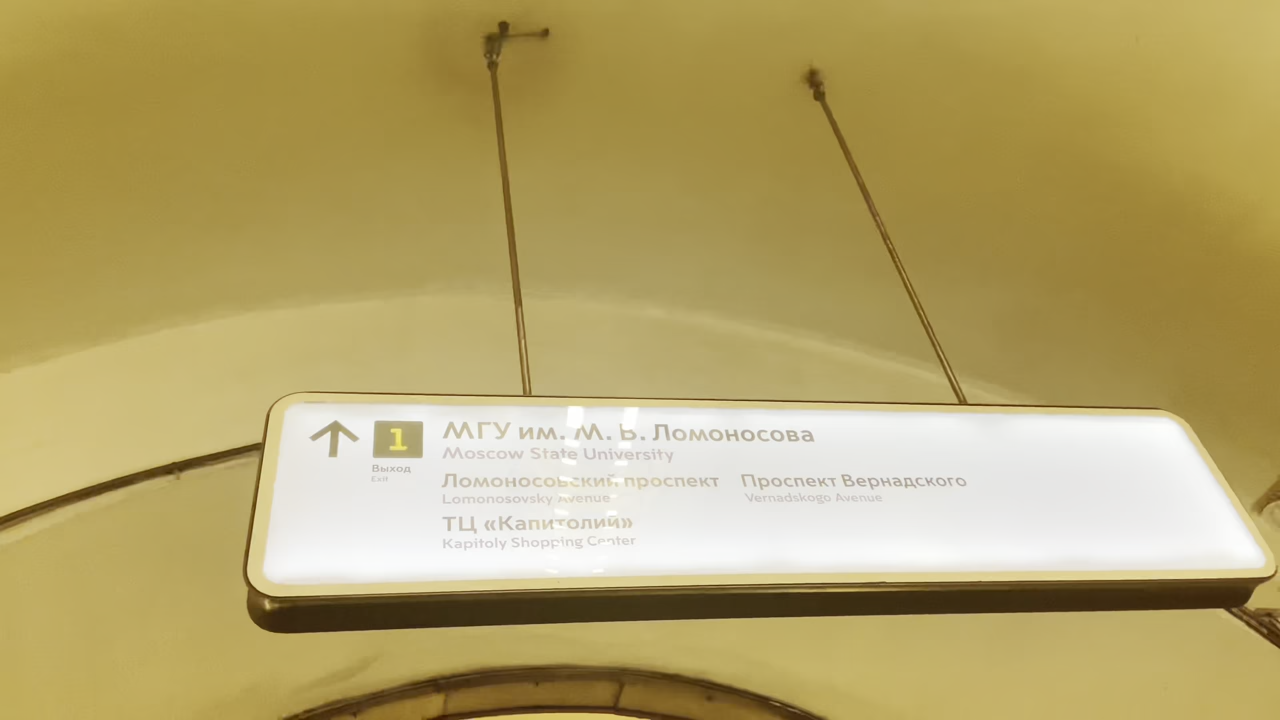 1 МГУ им. М. В. Ломоносова
Выход
Exit
Moscow State University
Ломоносовский проспект
Lomonosovsky Avenue
Проспект Вернадского
Vernadskogo Avenue
ТЦ «Капитолий»
Kapitoly Shopping Center